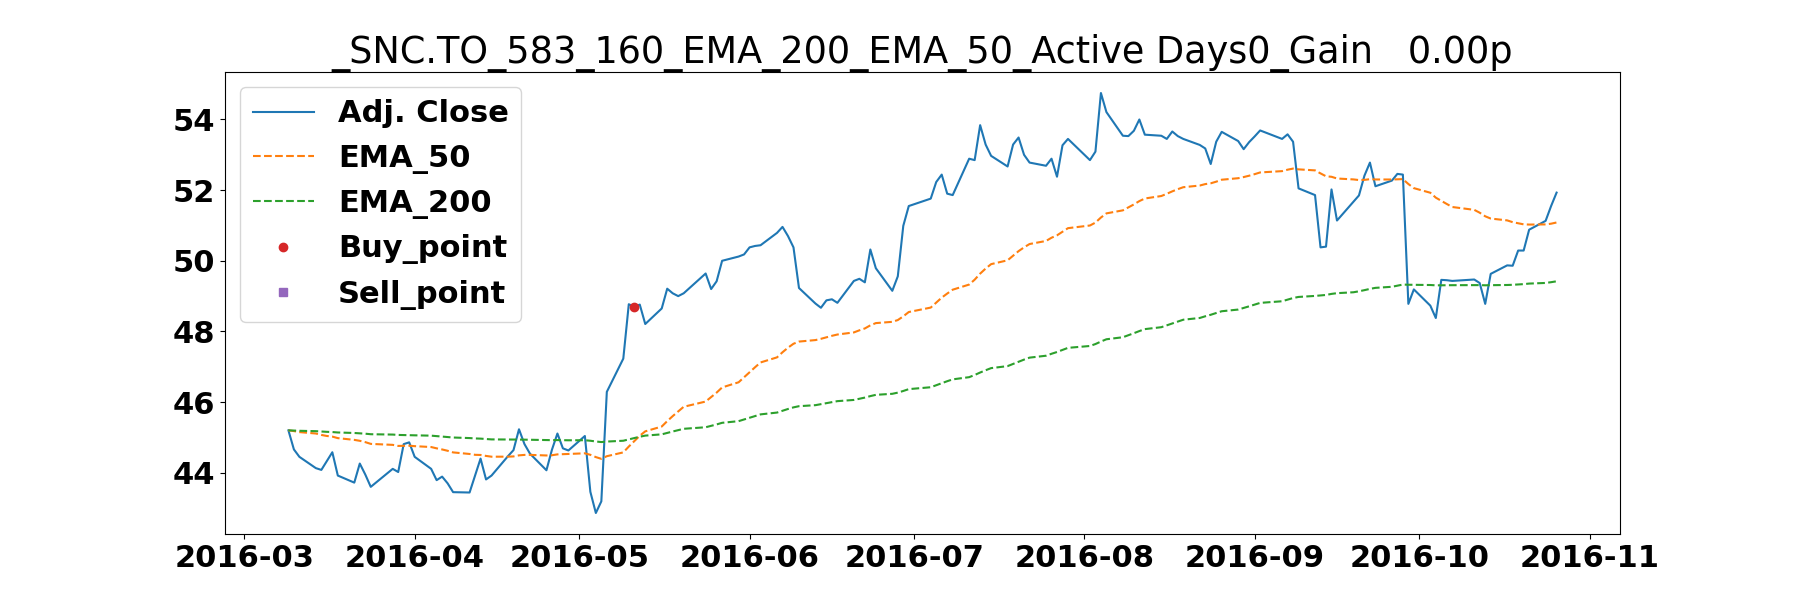 _SNC.TO_583_160_EMA_200_EMA_50_Active Days0_Gain   0.00p
Adj. Close
EMA_50
EMA_200
Buy_point
Sell_point
54
52
50
48
46
44
2016-03 2016-04 2016-05 2016-06 2016-07 2016-08 2016-09 2016-10 2016-11